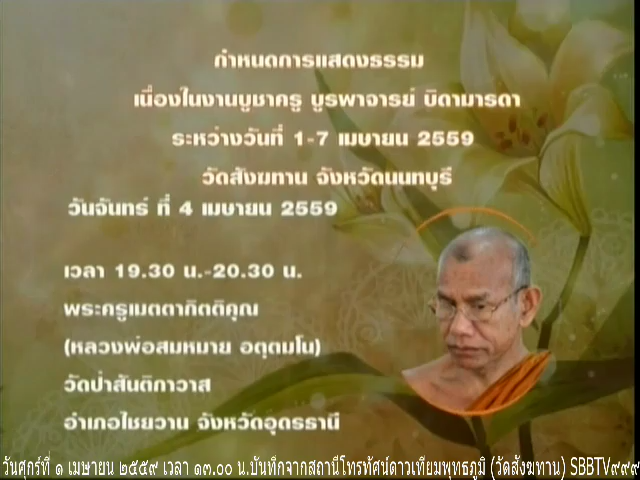 กำหนดการแสดงธรรม
เนื่องในงานบูชาครู บูรพาจารย์ บิดามารดา
ระหว่างวันที่ 1-7 เมษายน 2559
วัดสังฆทาน จังหวัดนนทบุรี
วันจันทร์ ที่ 4 เมษายน 2559
เวลา 19.30 น.-20.30 น.
พระครูเมตตากิตติคุณ
(หลวงพ่อสมหมาย อตฺตมโน)
วัดป่าสันติกาวาส
อำเภอไชยวาน จังหวัดอุดรธานี
วันศุกร์ที่ ๑ เมษายน ๒๕๕๙ เวลา ๑๓.๐๐ น.บันทึกจากสถานีโทรทัศน์ดาวเทียมพุทธภูมิ (วัดสังฆทาน) SBBTV๙๙๙